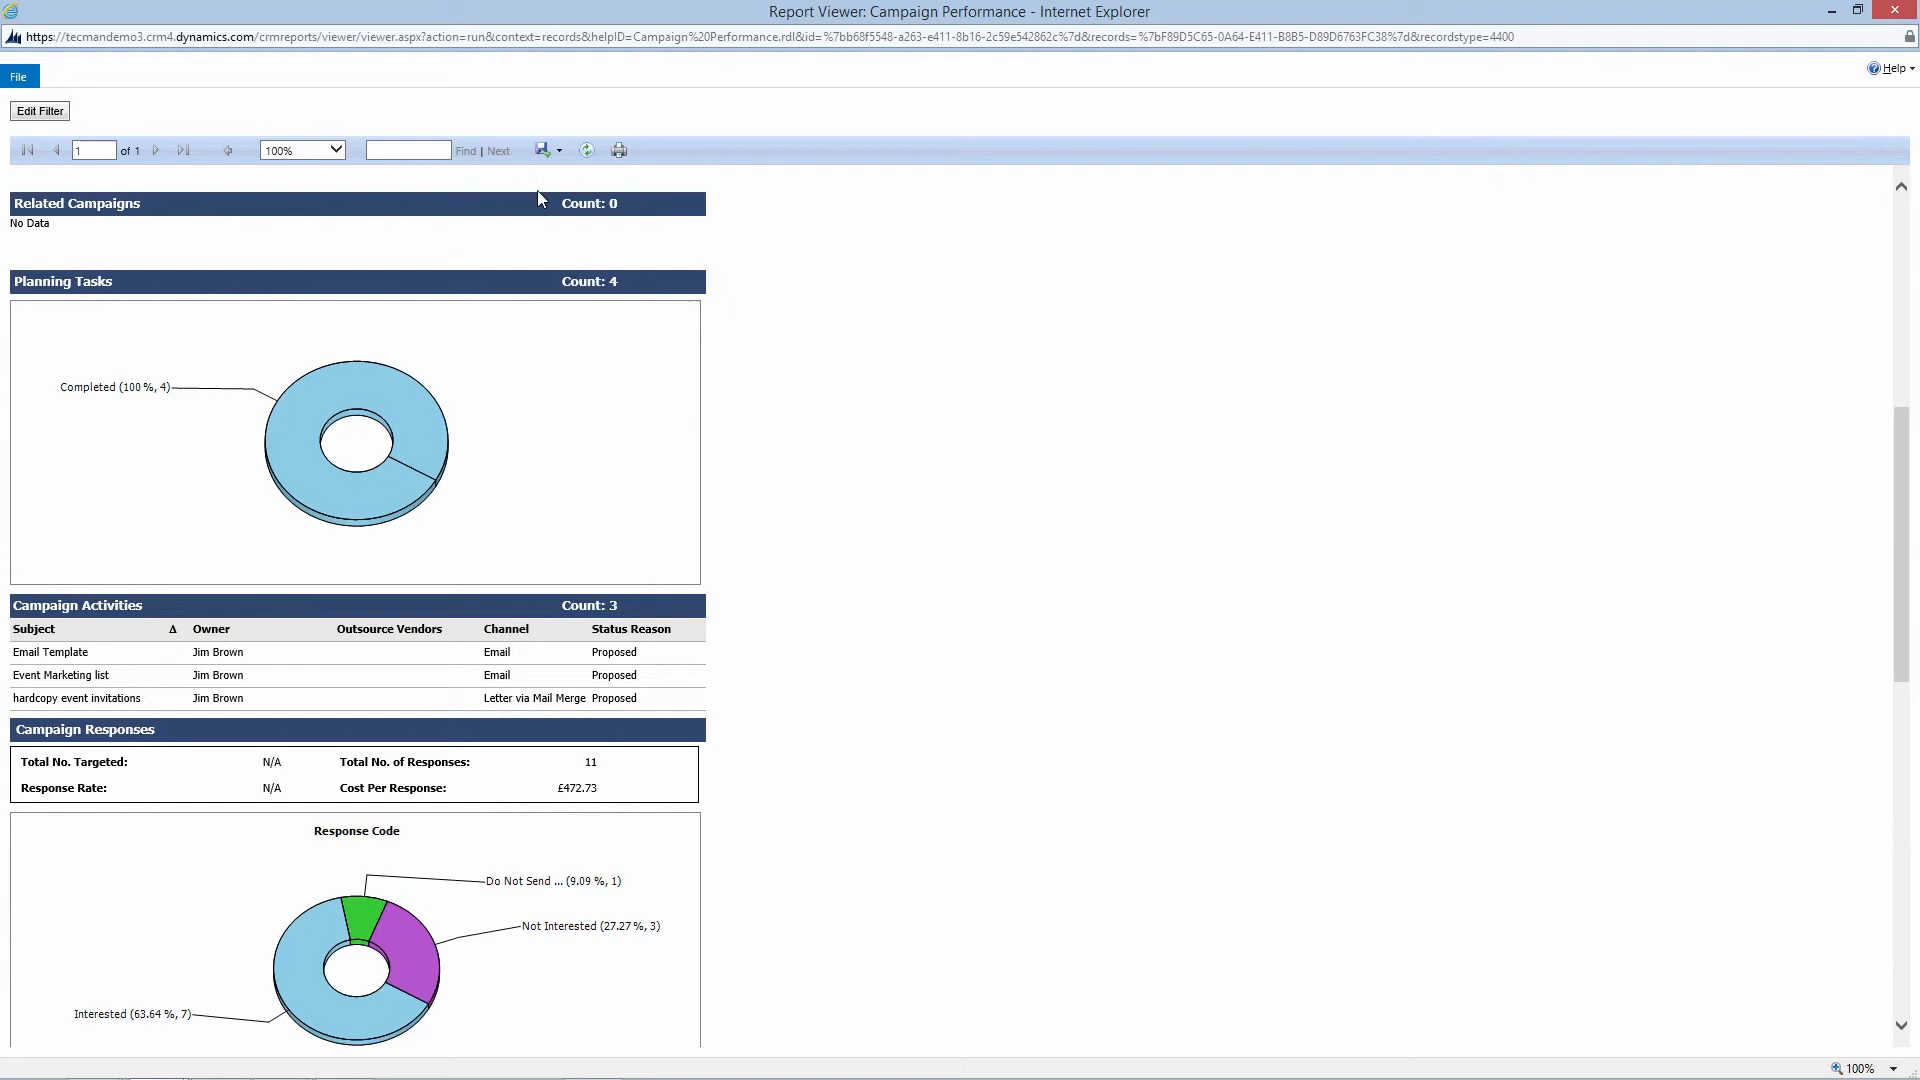 Report Viewer: Campaign Performance - Internet Explorer
https://tecmandemo3.crm4.dynamics.com/crmreports/viewer/viewer.aspx?action=run&context=records&helpID=Campaign%20Performance.rdl&id=%7bb68f5548-a263-e411-8b16-2c59e542862c%7d&records=%7bF89D5C65-0A64-E411-B8B5-D89D6763FC38%7d&recordstype=4400
File
Help
Edit Filter
1 of 1 100% Find | Next
Related Campaigns Count: 0
No Data
Planning Tasks Count: 4
Completed (100 %, 4)
Campaign Activities Count: 3
Subject Owner Outsource Vendors Channel Status Reason
Email Template Jim Brown Email Proposed
Event Marketing list Jim Brown Email Proposed
hardcopy event invitations Jim Brown Letter via Mail Merge Proposed
Campaign Responses
Total No. Targeted: N/A Total No. of Responses: 11
Response Rate: N/A Cost Per Response: £472.73
Response Code
Do Not Send ... (9.09 %, 1)
Not Interested (27.27 %, 3)
Interested (63.64 %, 7)
100%